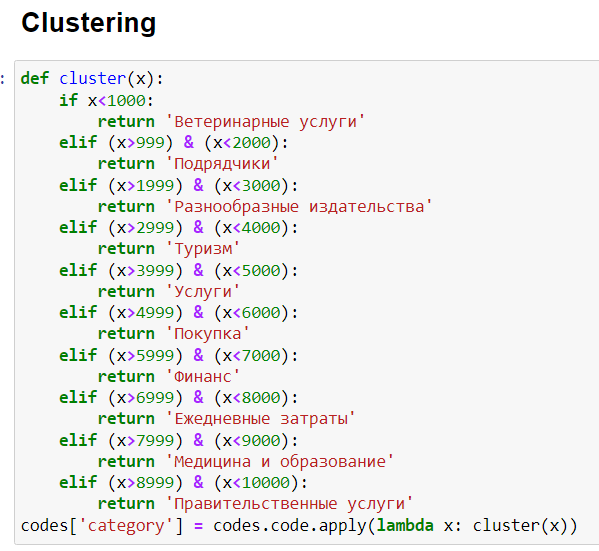 Clustering
: def cluster(x):
    if x<1000:
        return 'Ветеринарные услуги'
    elif (x>999) & (x<2000):
        return 'Подрядчики'
    elif (x>1999) & (x<3000):
        return 'Разнообразные издательства'
    elif (x>2999) & (x<4000):
        return 'Туризм'
    elif (x>3999) & (x<5000):
        return 'Услуги'
    elif (x>4999) & (x<6000):
        return 'Покупка'
    elif (x>5999) & (x<7000):
        return 'Финанс'
    elif (x>6999) & (x<8000):
        return 'Ежедневные затраты'
    elif (x>7999) & (x<9000):
        return 'Медицина и образование'
    elif (x>8999) & (x<10000):
        return 'Правительственные услуги'
codes['category'] = codes.code.apply(lambda x: cluster(x))